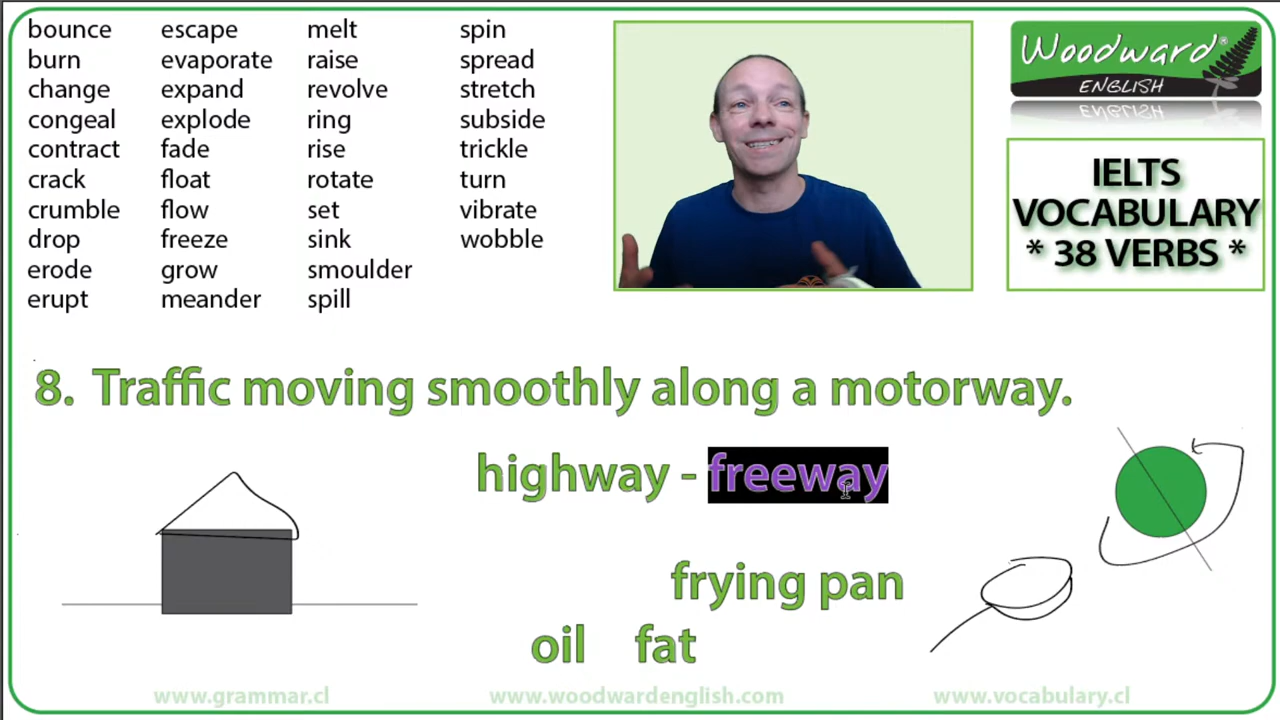 bounce escape melt spin
burn evaporate raise spread
change expand revolve stretch
congeal explode ring subside
contract fade rise trickle
crack float rotate turn
crumble flow set vibrate
drop freeze sink wobble
erode grow smoulder
erupt meander spill
Woodward®
ENGLISH
IELTS
VOCABULARY
* 38 VERBS *
8. Traffic moving smoothly along a motorway.
highway - freeway
frying pan
oil fat
www.grammar.cl www.woodwardenglish.com www.vocabulary.cl